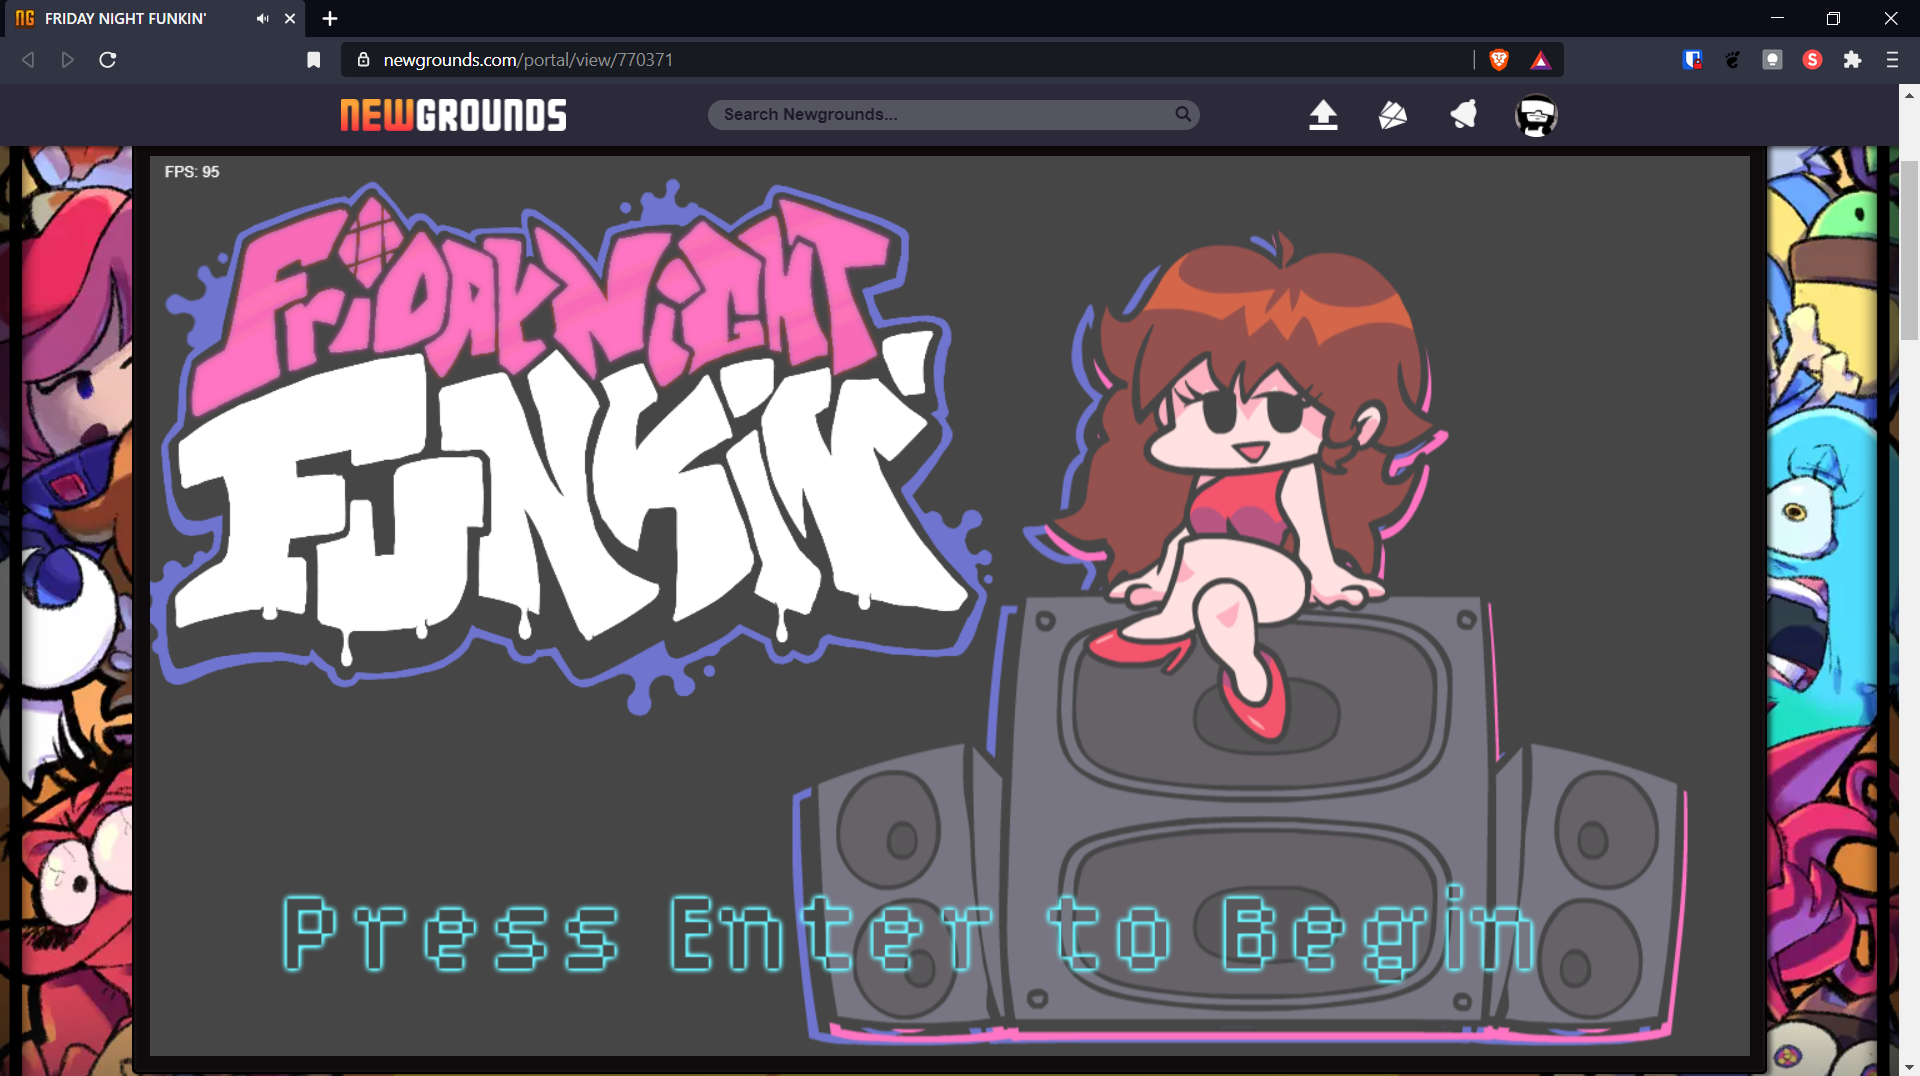 NG FRIDAY NIGHT FUNKIN'
newgrounds.com/portal/view/770371
S
NEWGROUNDS
Search Newgrounds...
FPS: 95
FRiDAY NiGHT
FUNKiN'
Press Enter to Begin